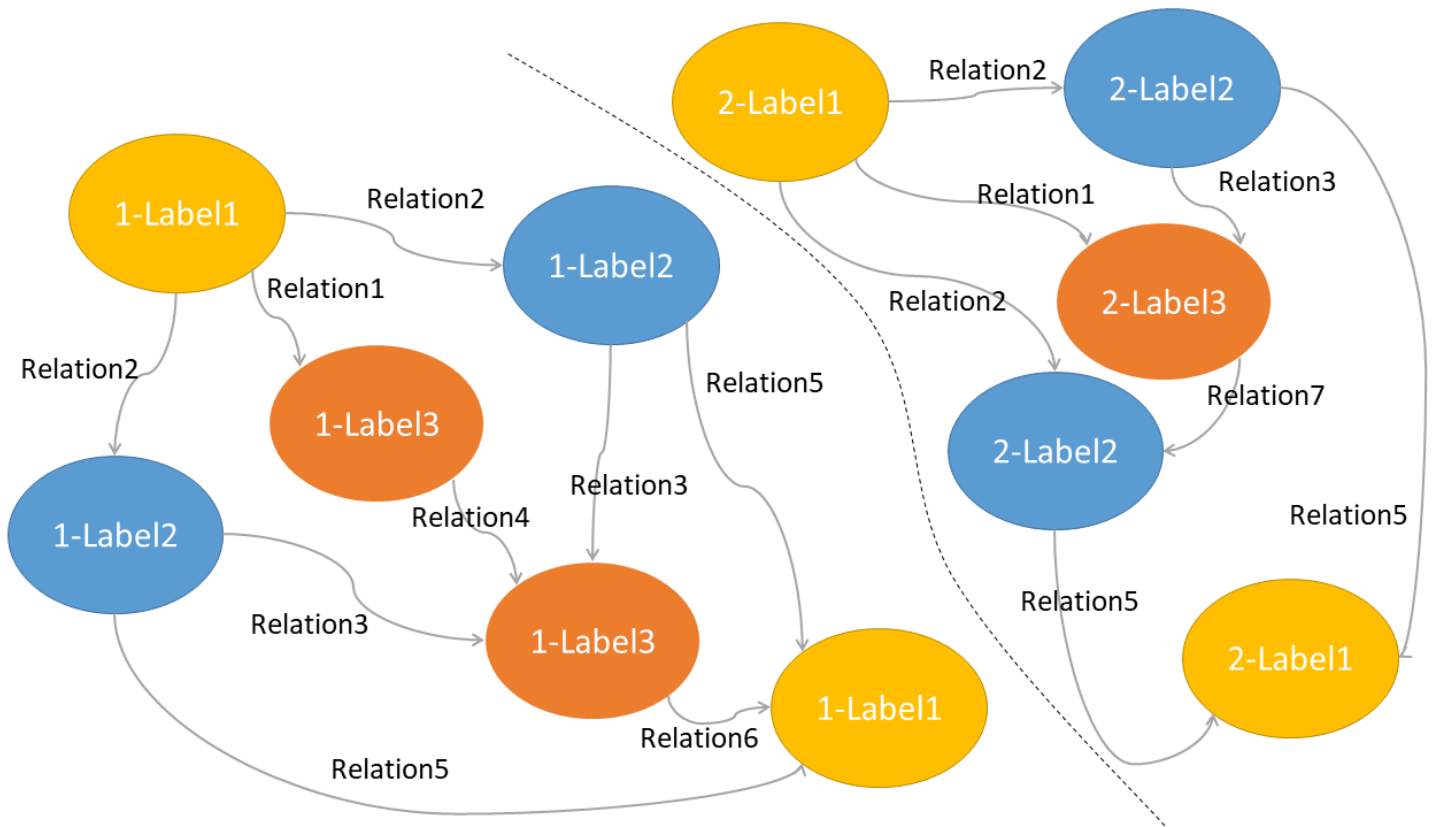 2-Label1
Relation2
2-Label2
Relation1
Relation3
2-Label3
Relation2
Relation7
2-Label2
Relation5
Relation5
2-Label1
1-Label1
Relation2
1-Label2
Relation1
Relation2
Relation5
1-Label3
Relation3
Relation4
1-Label2
Relation3
1-Label3
1-Label1
Relation6
Relation5